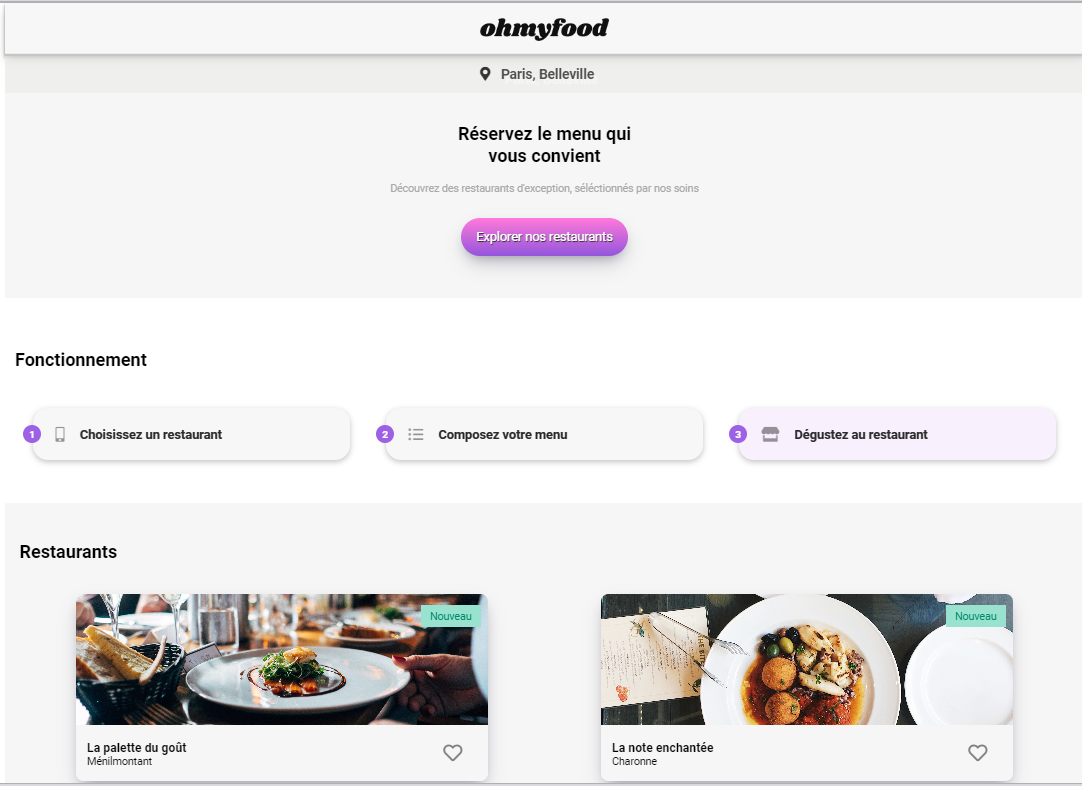 ohmyfood
Paris, Belleville
Réservez le menu qui
vous convient
Découvrez des restaurants d'exception, séléctionnés par nos soins
Explorer nos restaurants
Fonctionnement
1 Choisissez un restaurant
2 Composez votre menu
3 Dégustez au restaurant
Restaurants
Nouveau
La palette du goût
Ménilmontant
Nouveau
La note enchantée
Charonne